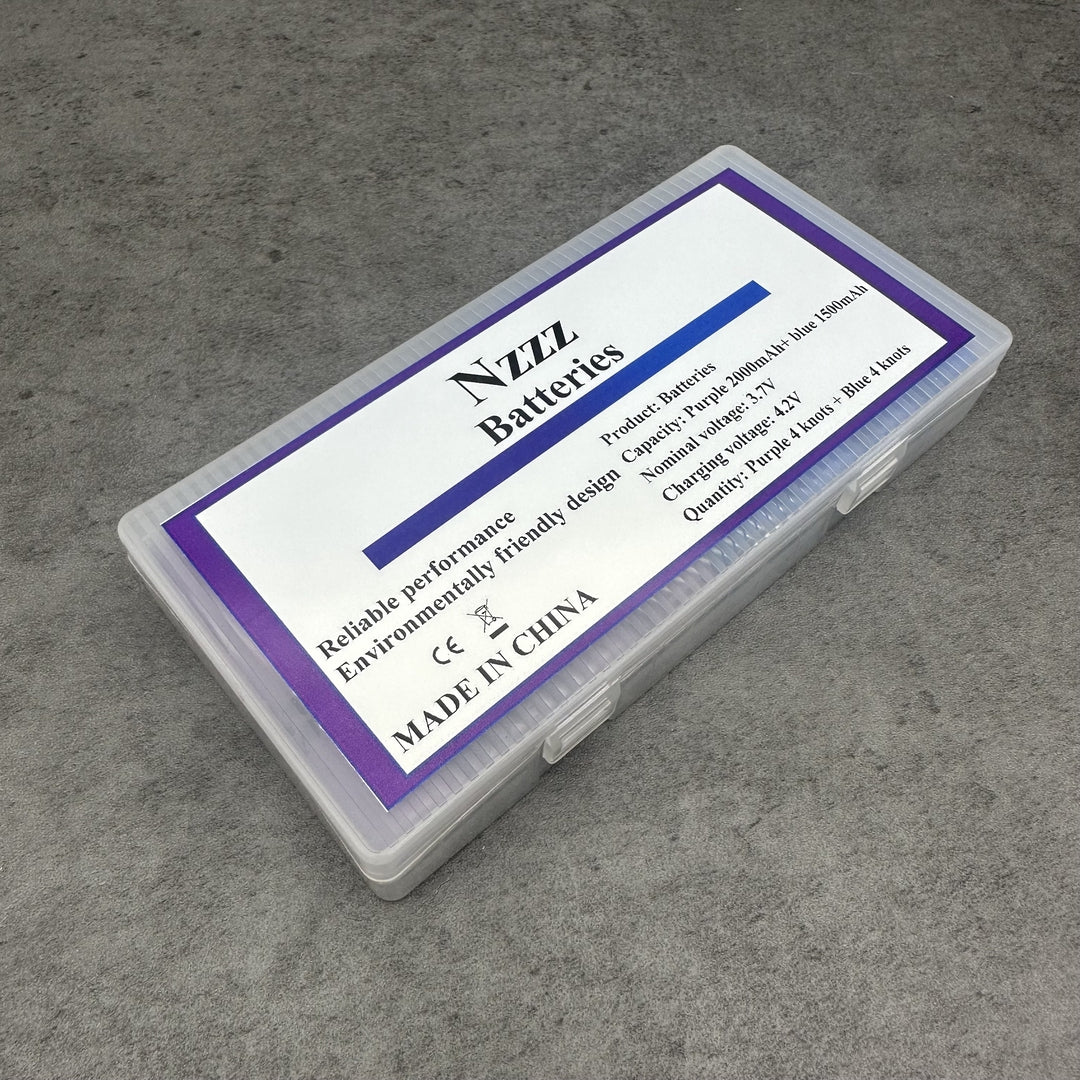 Nzzz
Batteries
Reliable performance
Environmentally friendly design
CE
MADE IN CHINA
Product: Batteries
Capacity: Purple 2000mAh+ blue 1500mAh
Nominal voltage: 3.7V
Charging voltage: 4.2V
Quantity: Purple 4 knots + Blue 4 knots